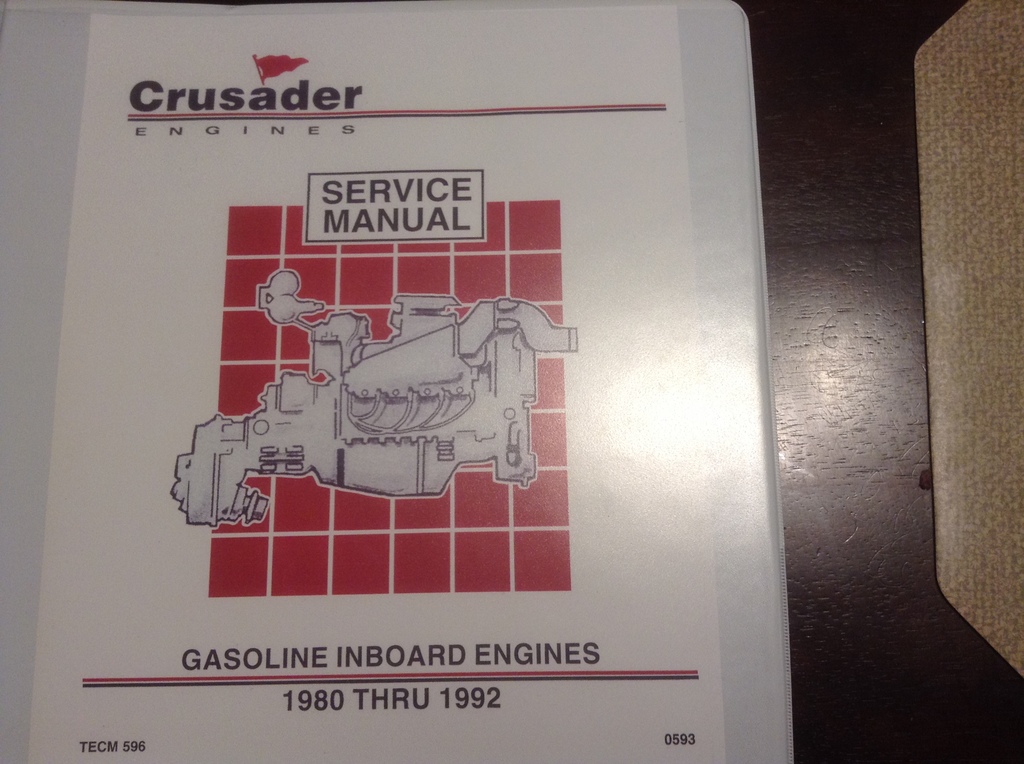 Crusader
ENGINES
SERVICE
MANUAL
GASOLINE INBOARD ENGINES
1980 THRU 1992
TECM 596
0593